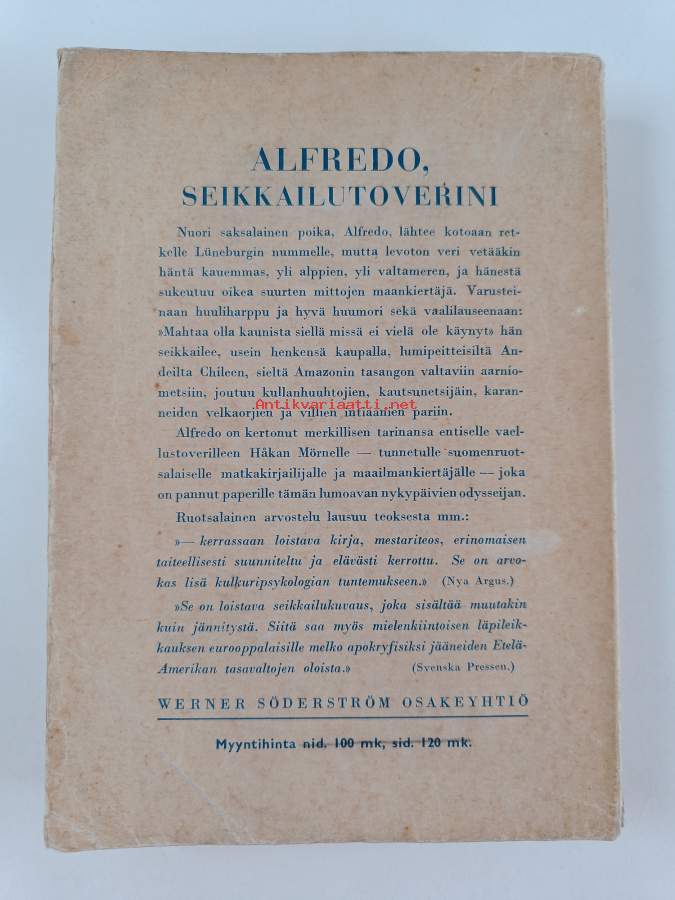 ALFREDO,
SEIKKAILUTOVERINI
Nuori saksalainen poika, Alfredo, lähtee kotoaan ret-
kelle Lüneburgin nummelle, mutta levoton veri vetääkin
häntä kauemmas, yli alppien, yli valtameren, ja hänestä
sukeutuu oikea suurten mittojen maankiertäjä. Varustei-
naan huuliharppu ja hyvä huumori sekä vaalilauseenaan:
»Mahtaa olla kaunista siellä missä ei vielä ole käynyt» hän
seikkailee, usein henkensä kaupalla, lumipeitteisiltä An-
deilta Chileen, sieltä Amazonin tasangon valtaviin aarnio-
metsiin, joutuu kullanhuuhtojien, kautsunetsijäin, karan-
Antikvariaatti.net
neiden velkaorjien ja villien intiaanien pariin.
Alfredo on kertonut merkillisen tarinansa entiselle vael-
lustoverilleen Håkan Mörnelle — tunnetulle suomenruot-
salaiselle matkakirjailijalle ja maailmankiertäjälle — joka
on pannut paperille tämän lumoavan nykypäivien odysseijan.
Ruotsalainen arvostelu lausuu teoksesta mm.:
»— kerrassaan loistava kirja, mestariteos, erinomaisen
taiteellisesti suunniteltu ja elävästi kerrottu. Se on arvo-
kas lisä kulkuripsykologian tuntemukseen.» (Nya Argus.)
»Se on loistava seikkailukuvaus, joka sisältää muutakin
kuin jännitystä. Siitä saa myös mielenkiintoisen läpileik-
kauksen eurooppalaisille melko apokryfisiksi jääneiden Etelä-
Amerikan tasavaltojen oloista.» (Svenska Pressen.)
WERNER SÖDERSTRÖM OSAKEYHTIÖ
Myyntihinta nid. 100 mk, sid. 120 mk.